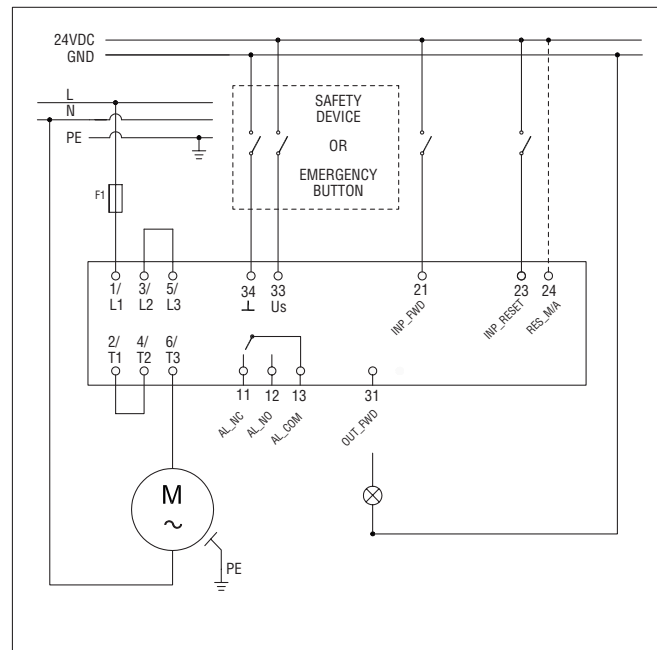 24VDC
GND
L
N
PE
SAFETY
DEVICE
OR
EMERGENCY
BUTTON
F1
1/
L1
3/
L2
5/
L3
34
⊥
33
Us
21
INP_FWD
23
INP_RESET
24
RES_M/A
2/
T1
4/
T2
6/
T3
11
AL_NC
12
AL_NO
13
AL_COM
31
OUT_FWD
M
~
PE